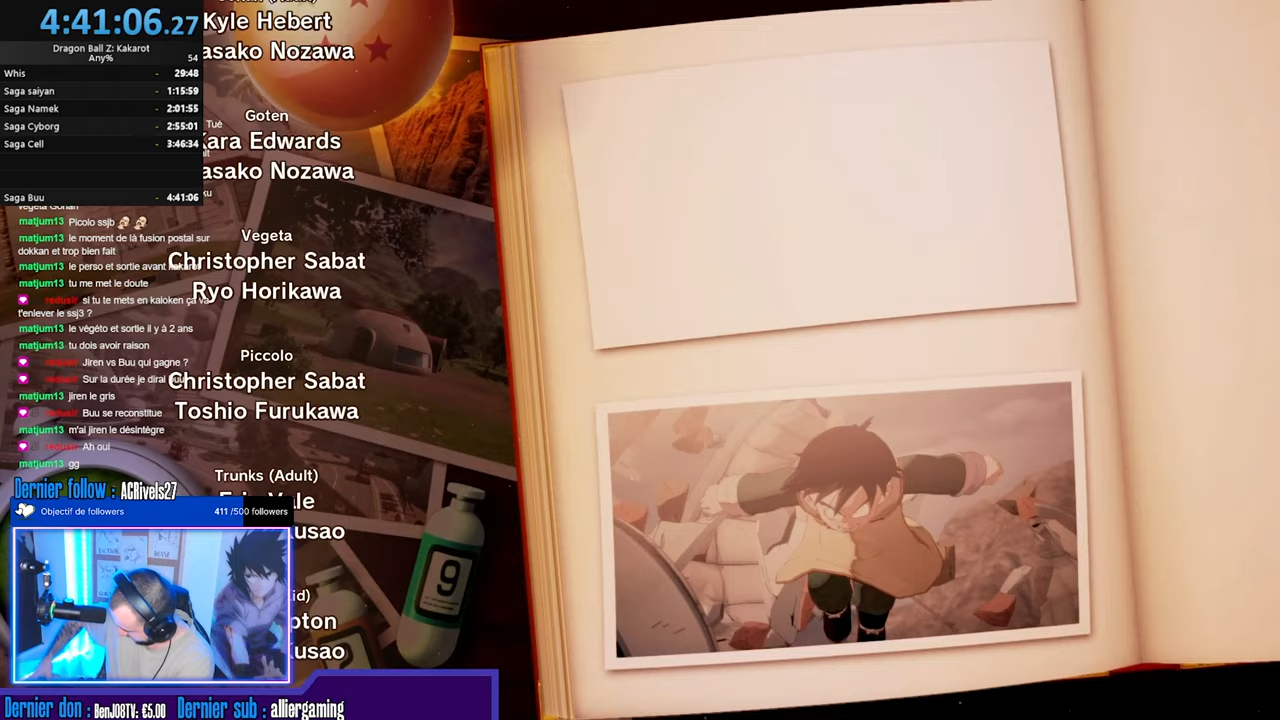 4:41:06.27
Dragon Ball Z: Kakarot
Any% 54
Whis - 29:48
Saga saiyan - 1:15:59
Saga Namek - 2:01:55
Saga Cyborg - 2:55:01
Saga Cell - 3:46:34
Saga Buu - 4:41:06
matjum13 Picolo ssjb
matjum13 le moment de là fusion postal sur
dokkan et trop bien fait
matjum13 le perso et sortie avant
matjum13 tu me met le doute
redusir si tu te mets en kaloken ça va
t'enlever le ssj3 ?
matjum13 le végéto et sortie il y à 2 ans
matjum13 tu dois avoir raison
Jiren vs Buu qui gagne ?
Sur la durée je dirai
matjum13 jiren le gris
Buu se reconstitue
matjum13 m'ai jiren le désintègre
Ah oui
matjum13 gg
Dernier follow : ACRivels27
Objectif de followers 411 /500 followers
Dernier don : BenJ08TV: €5.00 Dernier sub : alliergaming
Kyle Hebert
asako Nozawa
Goten
Kara Edwards
asako Nozawa
Vegeta
Christopher Sabat
Ryo Horikawa
Piccolo
Christopher Sabat
Toshio Furukawa
Trunks (Adult)
usao
pton
usao
9